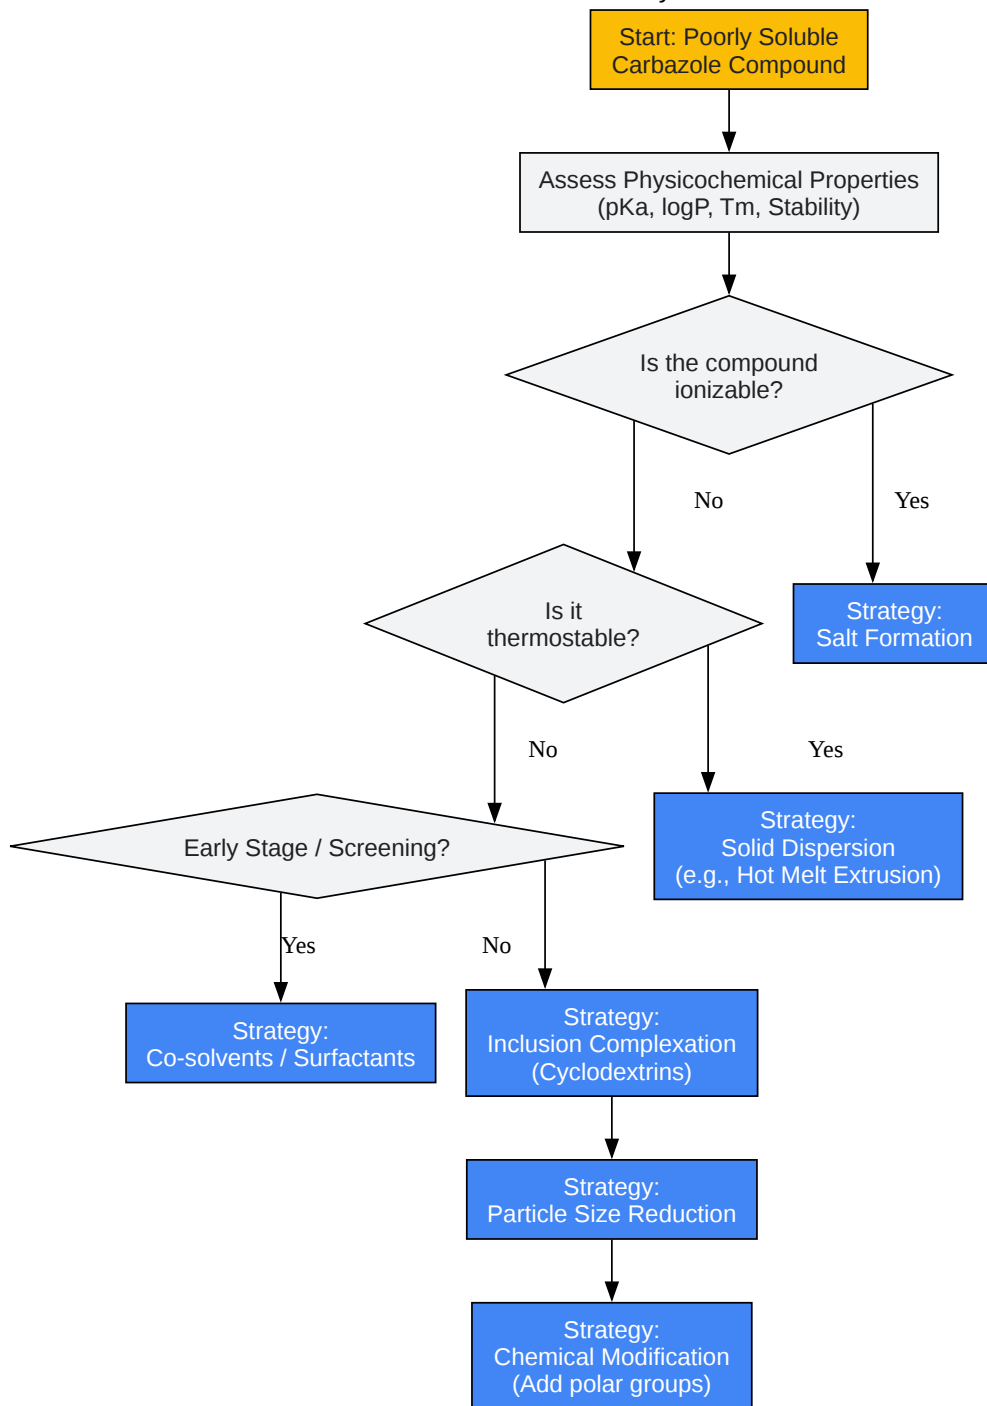 Start: Poorly Soluble
Carbazole Compound
Assess Physicochemical Properties
(pKa, logP, Tm, Stability)
Is the compound
ionizable?
No
Yes
Is it
thermostable?
Strategy:
Salt Formation
No
Yes
Early Stage / Screening?
Strategy:
Solid Dispersion
(e.g., Hot Melt Extrusion)
Yes
No
Strategy:
Co-solvents / Surfactants
Strategy:
Inclusion Complexation
(Cyclodextrins)
Strategy:
Particle Size Reduction
Strategy:
Chemical Modification
(Add polar groups)